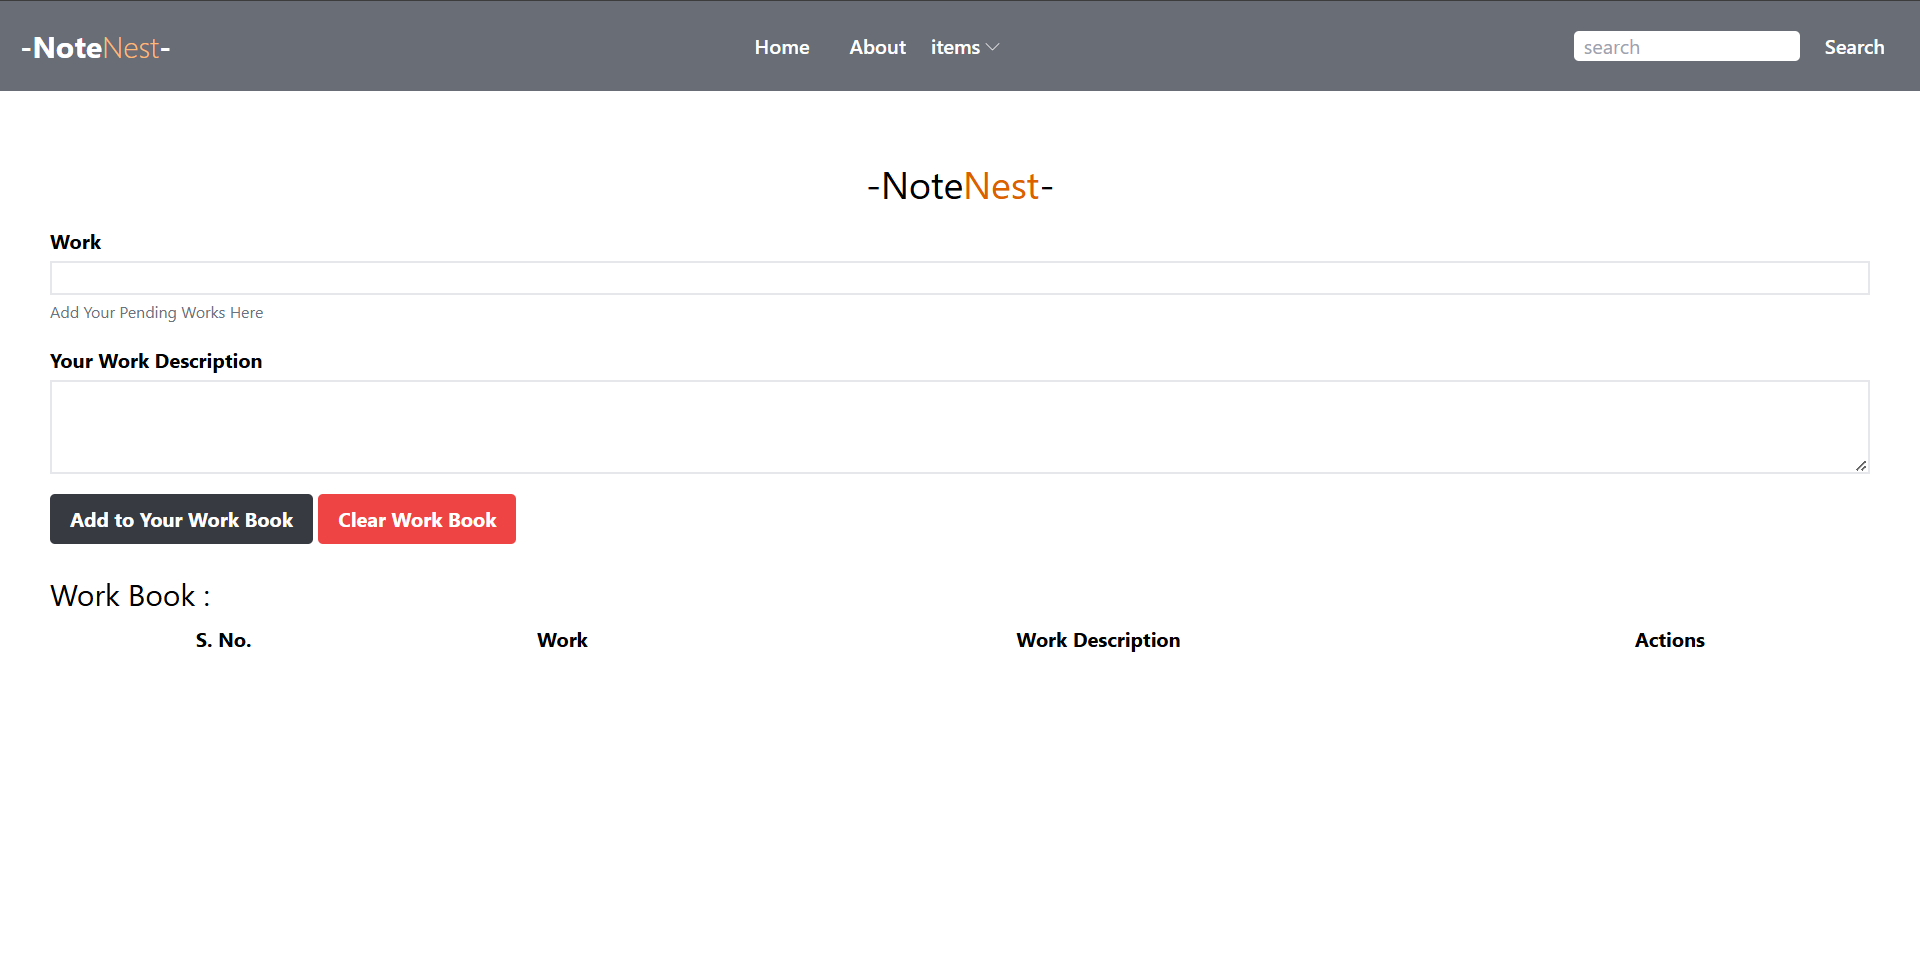 -NoteNest-
Home About items
search Search
-NoteNest-
Work
Add Your Pending Works Here
Your Work Description
Add to Your Work Book Clear Work Book
Work Book :
S. No. Work Work Description Actions